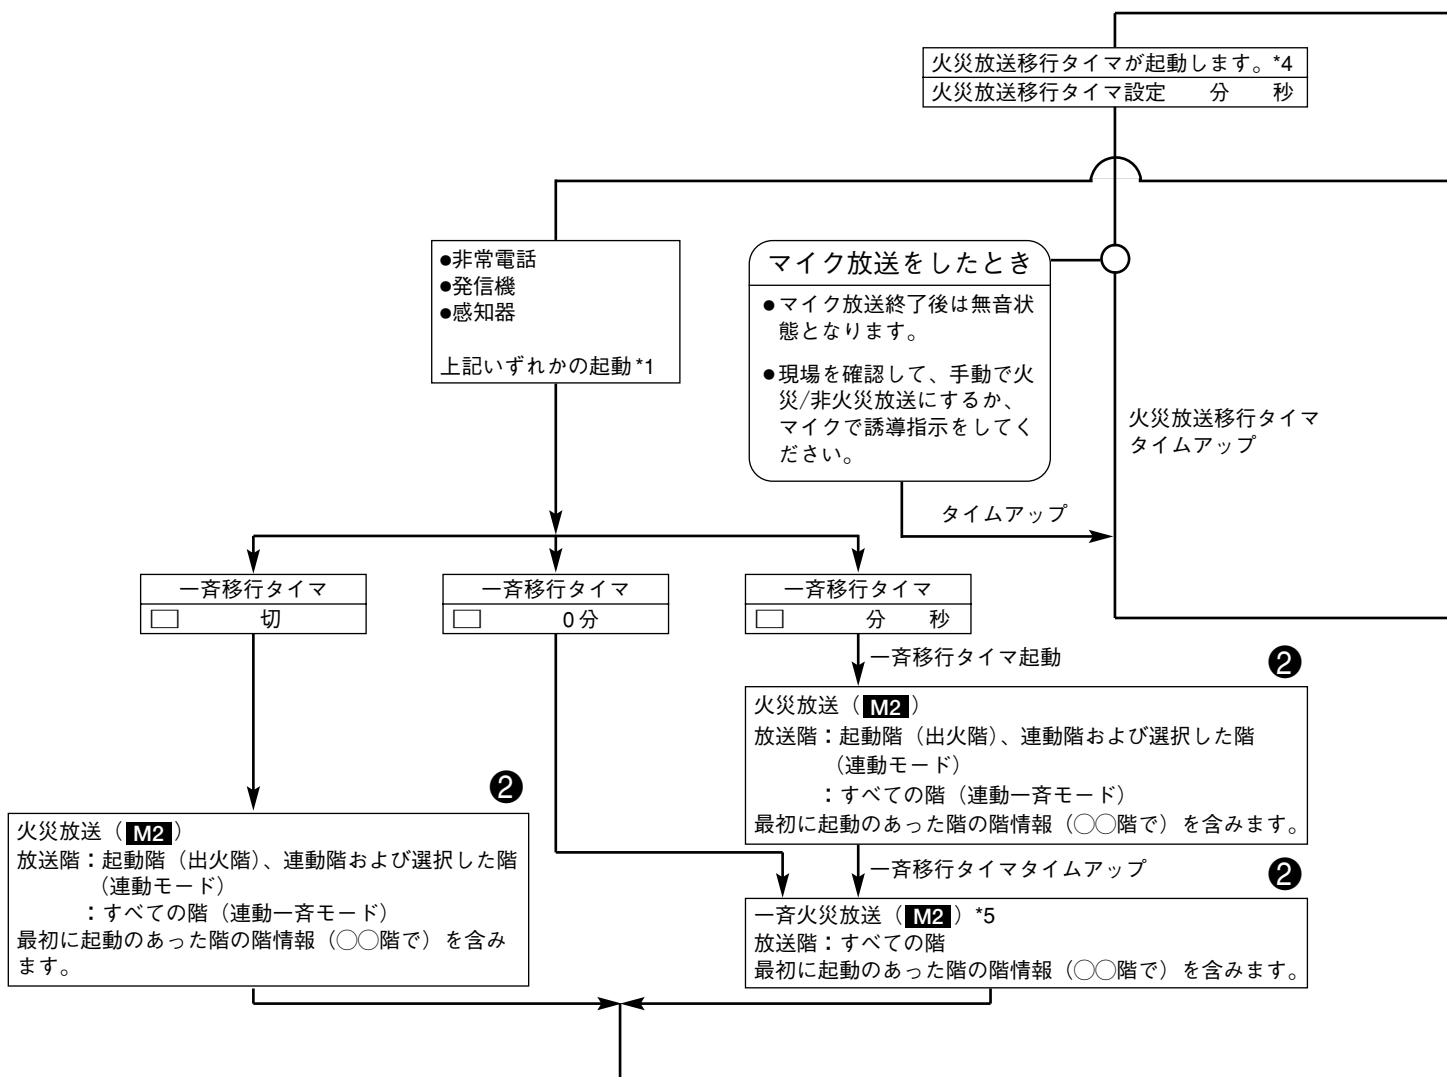 火災放送移行タイマが起動します。*4
火災放送移行タイマ設定　　分　　秒
●非常電話
●発信機
●感知器
上記いずれかの起動*1
マイク放送をしたとき
●マイク放送終了後は無音状
態となります。
●現場を確認して、手動で火
災/非火災放送にするか、
マイクで誘導指示をしてく
ださい。
火災放送移行タイマ
タイムアップ
タイムアップ
一斉移行タイマ
□　切
一斉移行タイマ
□　0分
一斉移行タイマ
□　分　秒
一斉移行タイマ起動
❷
火災放送（M2）
放送階：起動階（出火階）、連動階および選択した階
（連動モード）
：すべての階（連動一斉モード）
最初に起動のあった階の階情報（○○階で）を含みます。
❷
火災放送（M2）
放送階：起動階（出火階）、連動階および選択した階
（連動モード）
：すべての階（連動一斉モード）
最初に起動のあった階の階情報（○○階で）を含み
ます。
一斉移行タイマタイムアップ
❷
一斉火災放送（M2）*5
放送階：すべての階
最初に起動のあった階の階情報（○○階で）を含みます。